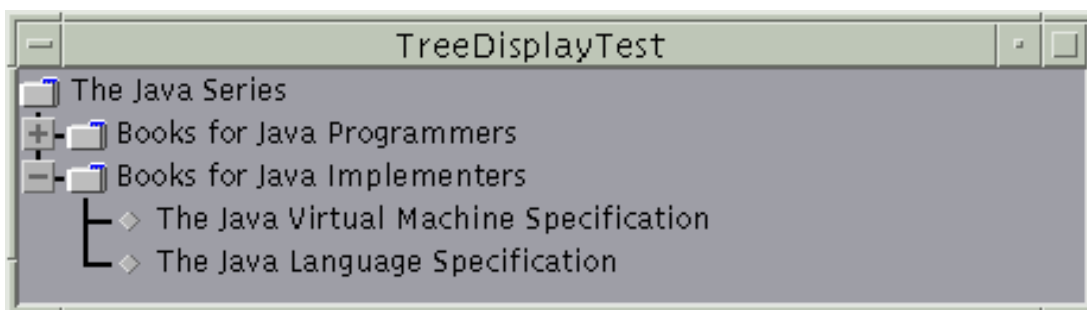 TreeDisplayTest
The Java Series
Books for Java Programmers
Books for Java Implementers
The Java Virtual Machine Specification
The Java Language Specification